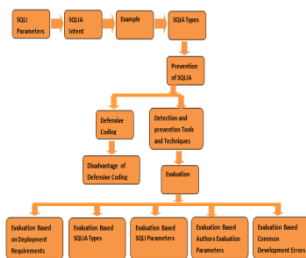 SQLI
Parameters
SQLIA
Intent
Example
SQIA Types
Prevention
of SQLIA
Defensive
Coding
Detection and
prevention Tools
and
Techniques
Disadvantage of
Defensive Coding
Evaluation
Evaluation Based
on Deployment
Requirements
Evaluation Based
SQLIA Types
Evaluation Based
SQLI Parameters
Evaluation Based
Authors Evaluation
Parameters
Evaluation Based
Common
Development Errors